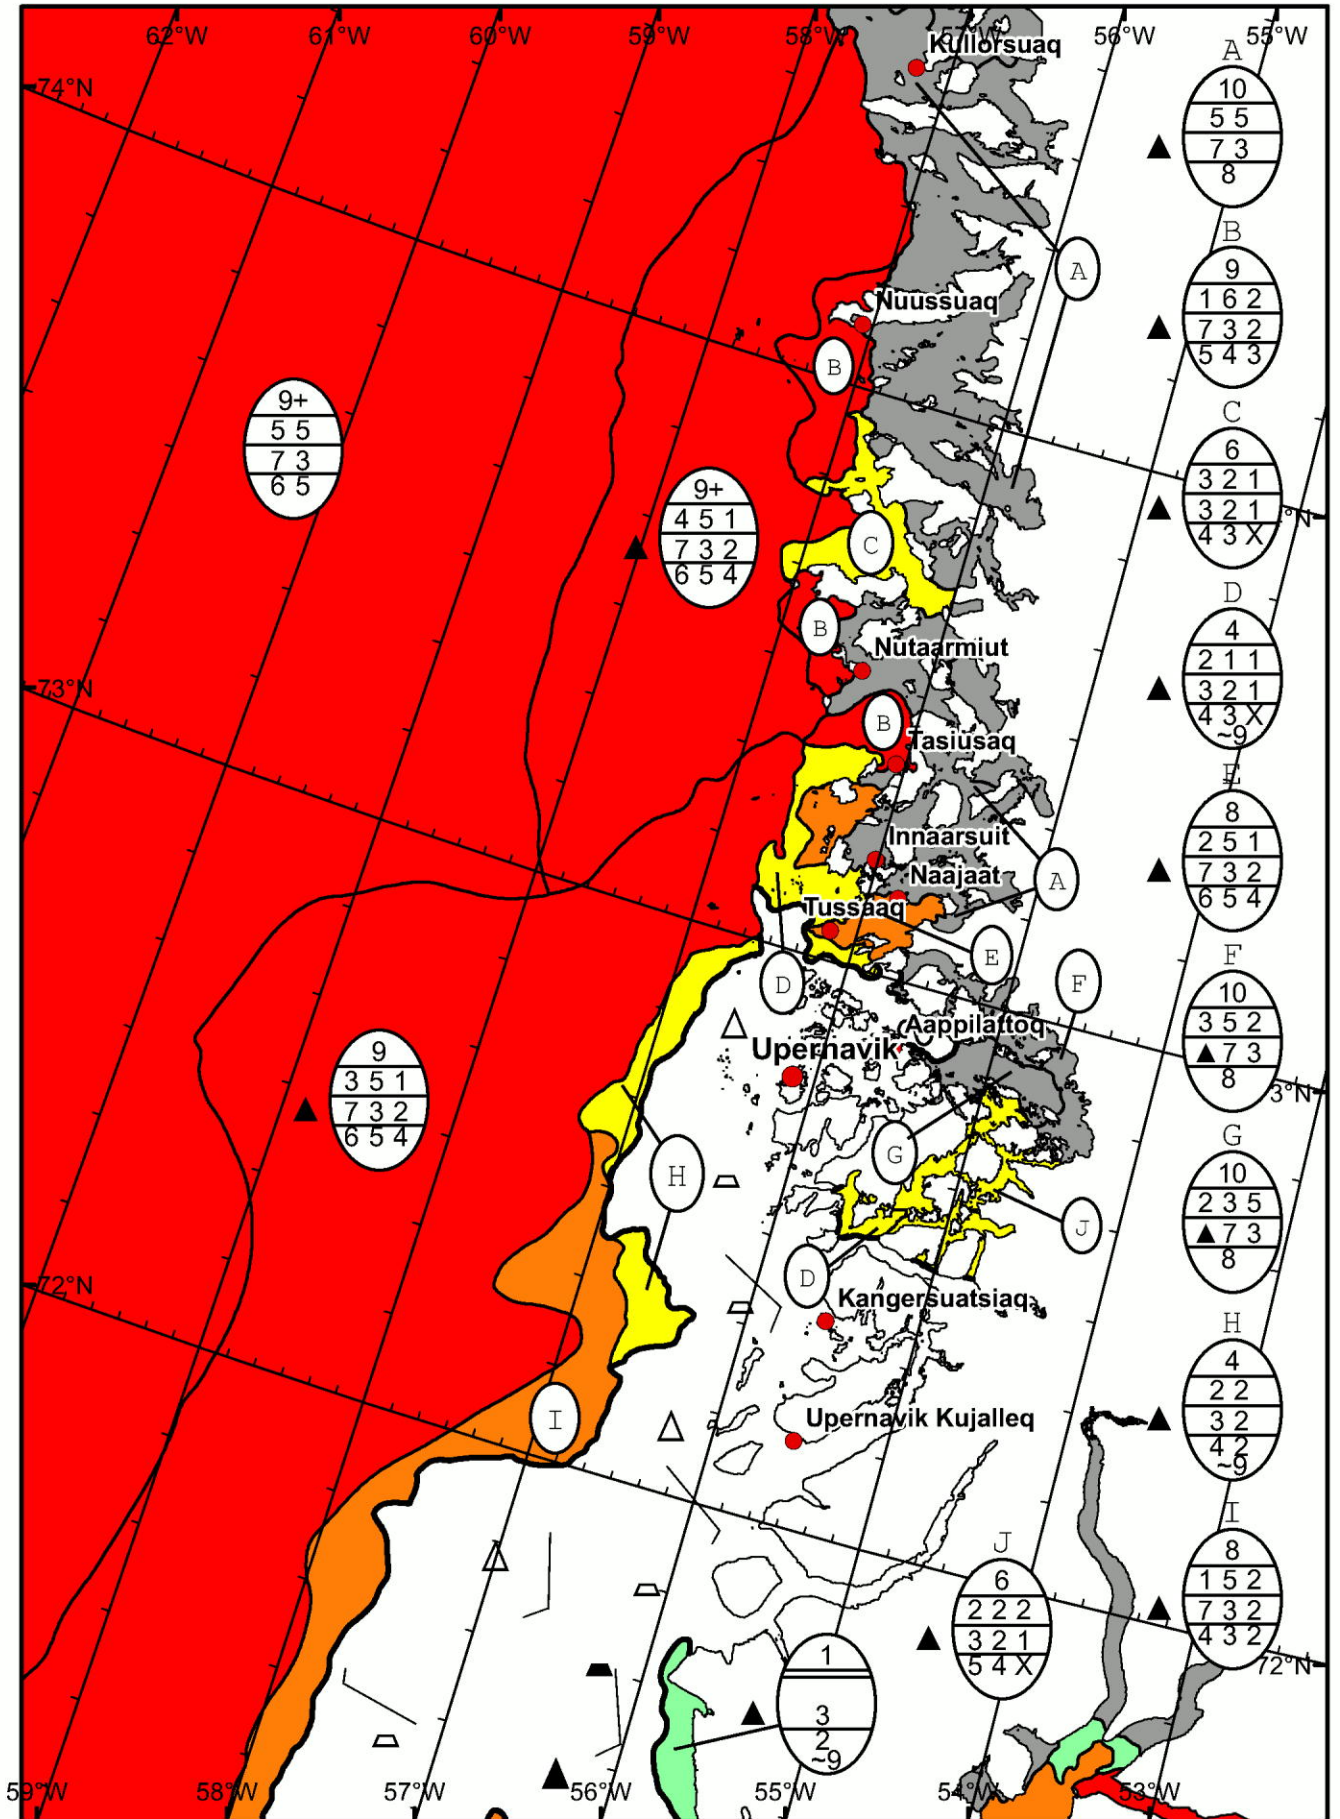 62°W 61°W 60°W 59°W 58°W 57°W 56°W 55°W
74°N
Kullorsuaq
A
10
5 5
7 3
8
A
B
9
1 6 2
7 3 2
5 4 3
Nuussuaq
B
9+
5 5
7 3
6 5
C
6
3 2 1
3 2 1
4 3 X
9+
4 5 1
7 3 2
6 5 4
C
°N
B
D
4
2 1 1
3 2 1
4 3 X
~9
Nutaarmiut
73°N
B
Tasiusaq
E
8
2 5 1
7 3 2
6 5 4
Innaarsuit
Naajaat
A
Tussaaq
E
D
F
F
10
3 5 2
▲7 3
8
Aappilattoq
Upernavik
9
3 5 1
7 3 2
6 5 4
3°N
G
H
G
10
2 3 5
▲7 3
8
J
D
72°N
Kangersuatsiaq
H
4
2 2
3 2
4 2
~9
I
Upernavik Kujalleq
I
8
1 5 2
7 3 2
4 3 2
J
6
2 2 2
3 2 1
5 4 X
1
3
2
~9
72°N
59°W 58°W 57°W 56°W 55°W 54°W 53°W